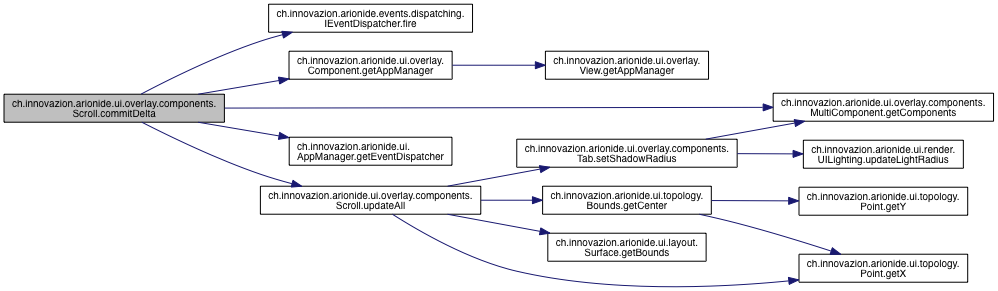 ch.innovazion.arionide.events.dispatching.
IEventDispatcher.fire
ch.innovazion.arionide.ui.overlay.
Component.getAppManager
ch.innovazion.arionide.ui.overlay.
View.getAppManager
ch.innovazion.arionide.ui.overlay.components.
Scroll.commitDelta
ch.innovazion.arionide.ui.overlay.components.
MultiComponent.getComponents
ch.innovazion.arionide.ui.
AppManager.getEventDispatcher
ch.innovazion.arionide.ui.overlay.components.
Tab.setShadowRadius
ch.innovazion.arionide.ui.render.
UILighting.updateLightRadius
ch.innovazion.arionide.ui.overlay.components.
Scroll.updateAll
ch.innovazion.arionide.ui.topology.
Bounds.getCenter
ch.innovazion.arionide.ui.topology.
Point.getY
ch.innovazion.arionide.ui.layout.
Surface.getBounds
ch.innovazion.arionide.ui.topology.
Point.getX